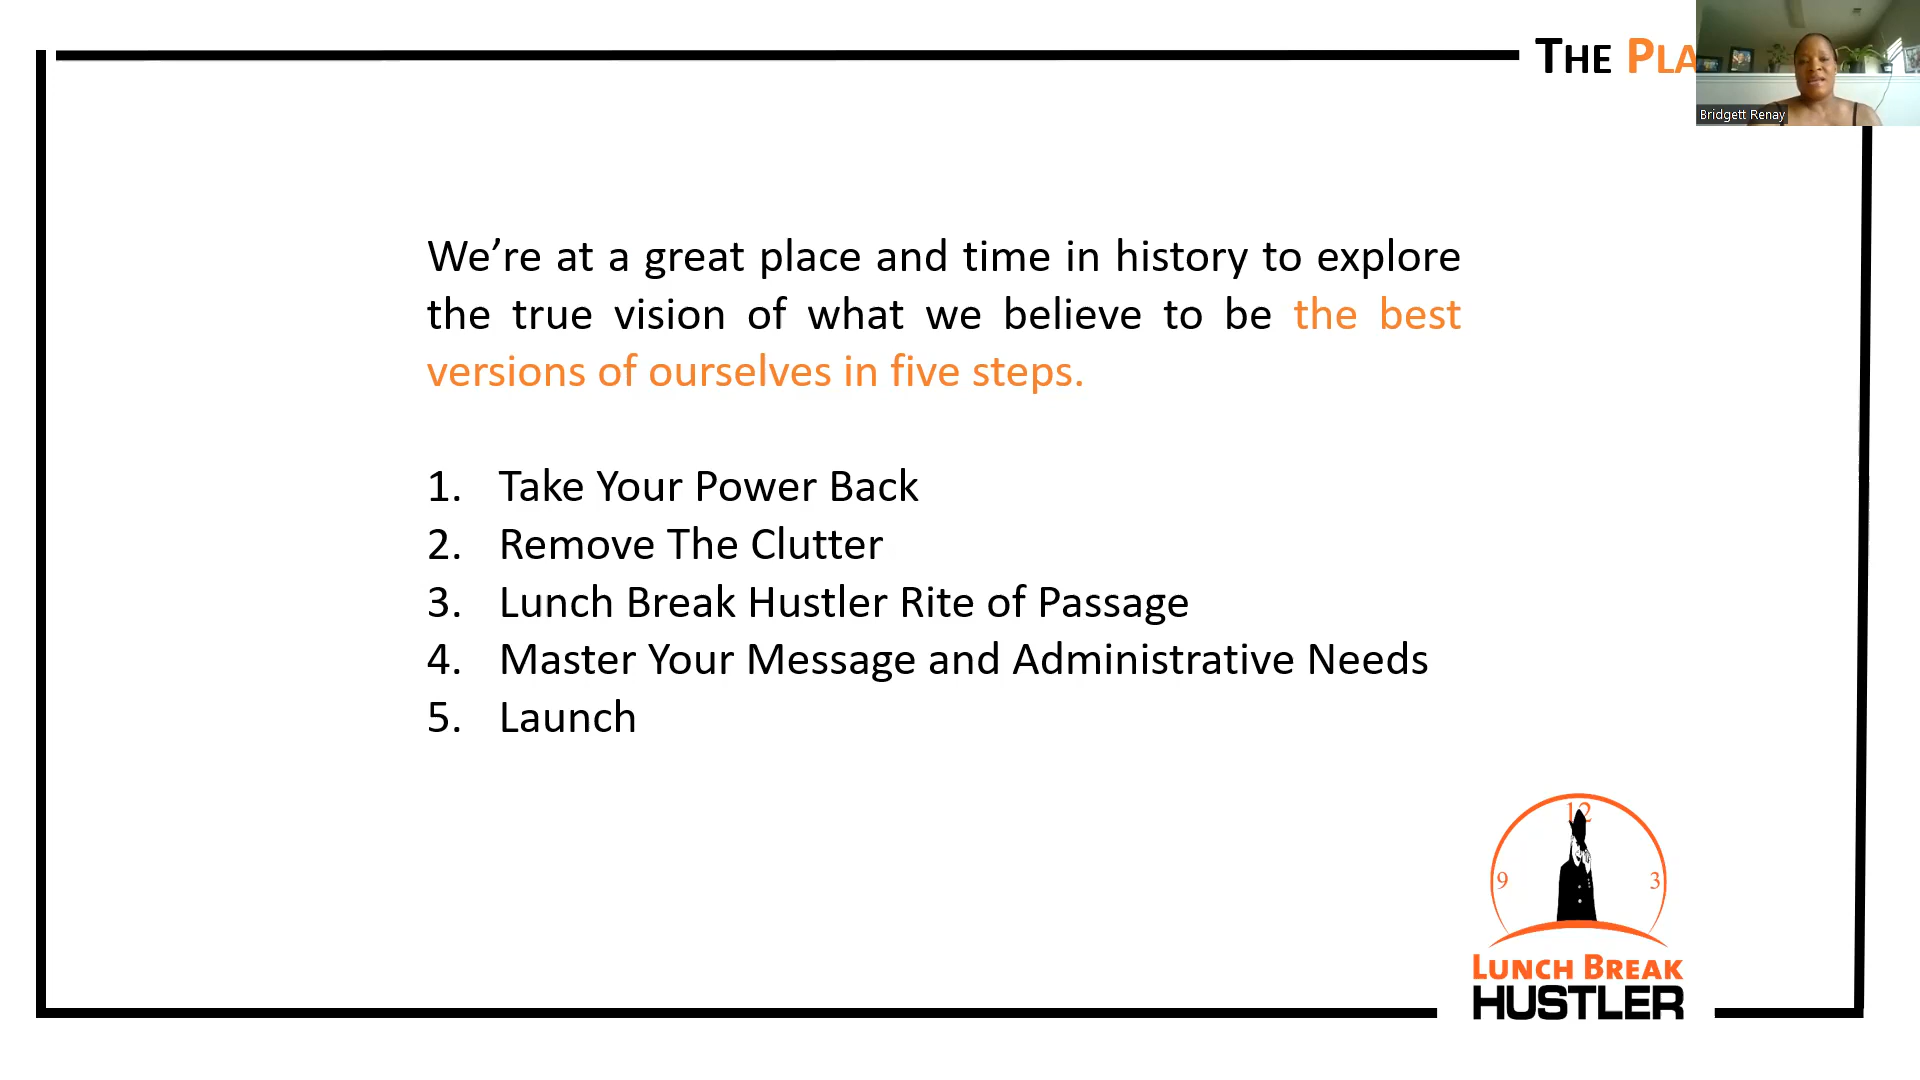 THE PLA
Bridgett Renay
We’re at a great place and time in history to explore
the true vision of what we believe to be the best
versions of ourselves in five steps.
1. Take Your Power Back
2. Remove The Clutter
3. Lunch Break Hustler Rite of Passage
4. Master Your Message and Administrative Needs
5. Launch
12
9 3
LUNCH BREAK
HUSTLER